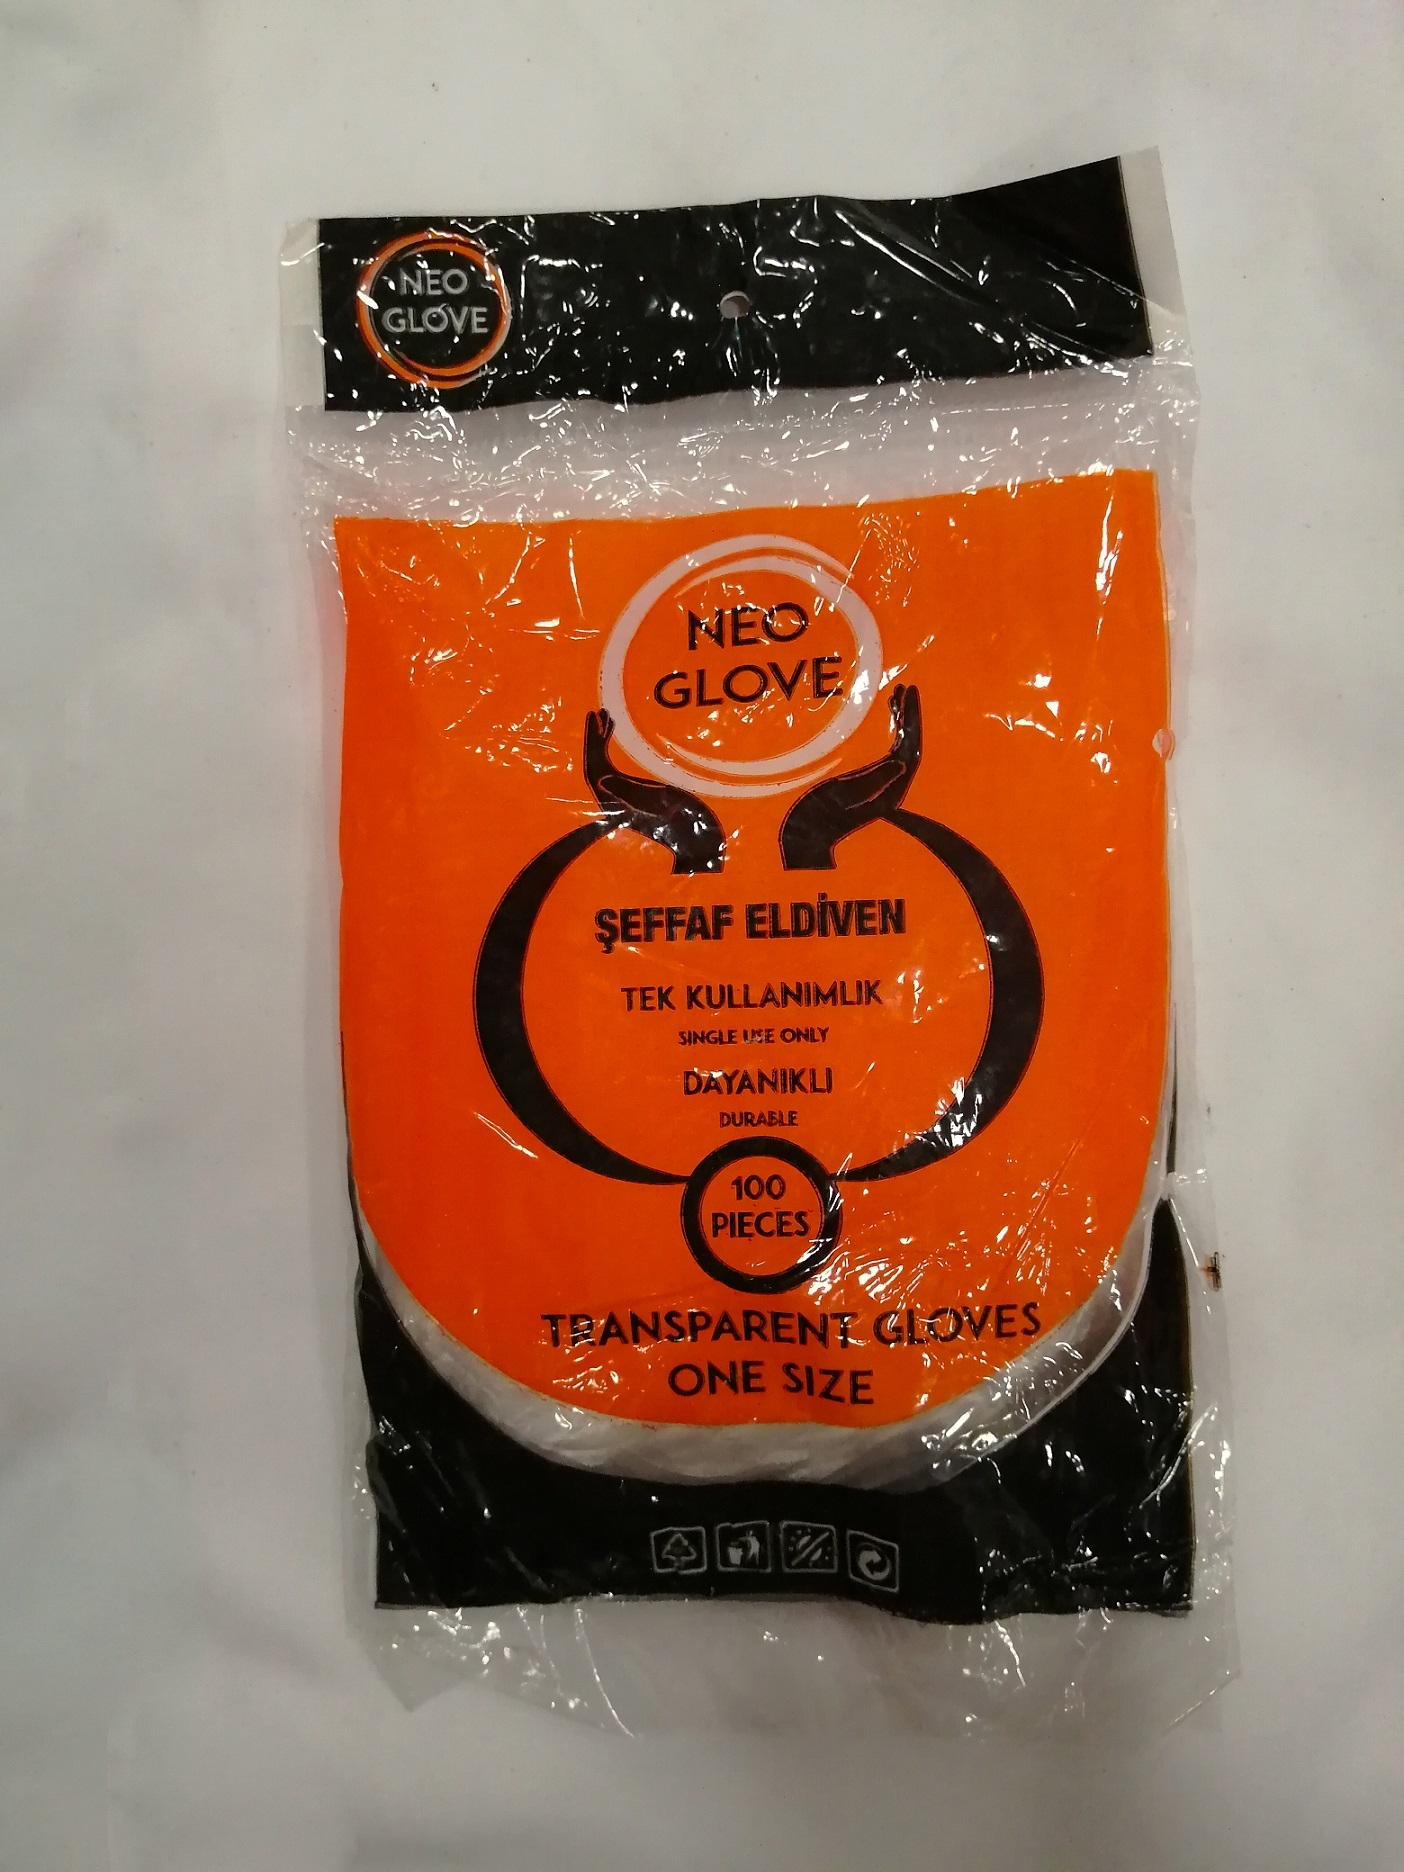 NEO
GLOVE
NEO
GLOVE
ŞEFFAF ELDİVEN
TEK KULLANIMLIK
SINGLE USE ONLY
DAYANIKLI
DURABLE
100
PIECES
TRANSPARENT GLOVES
ONE SIZE